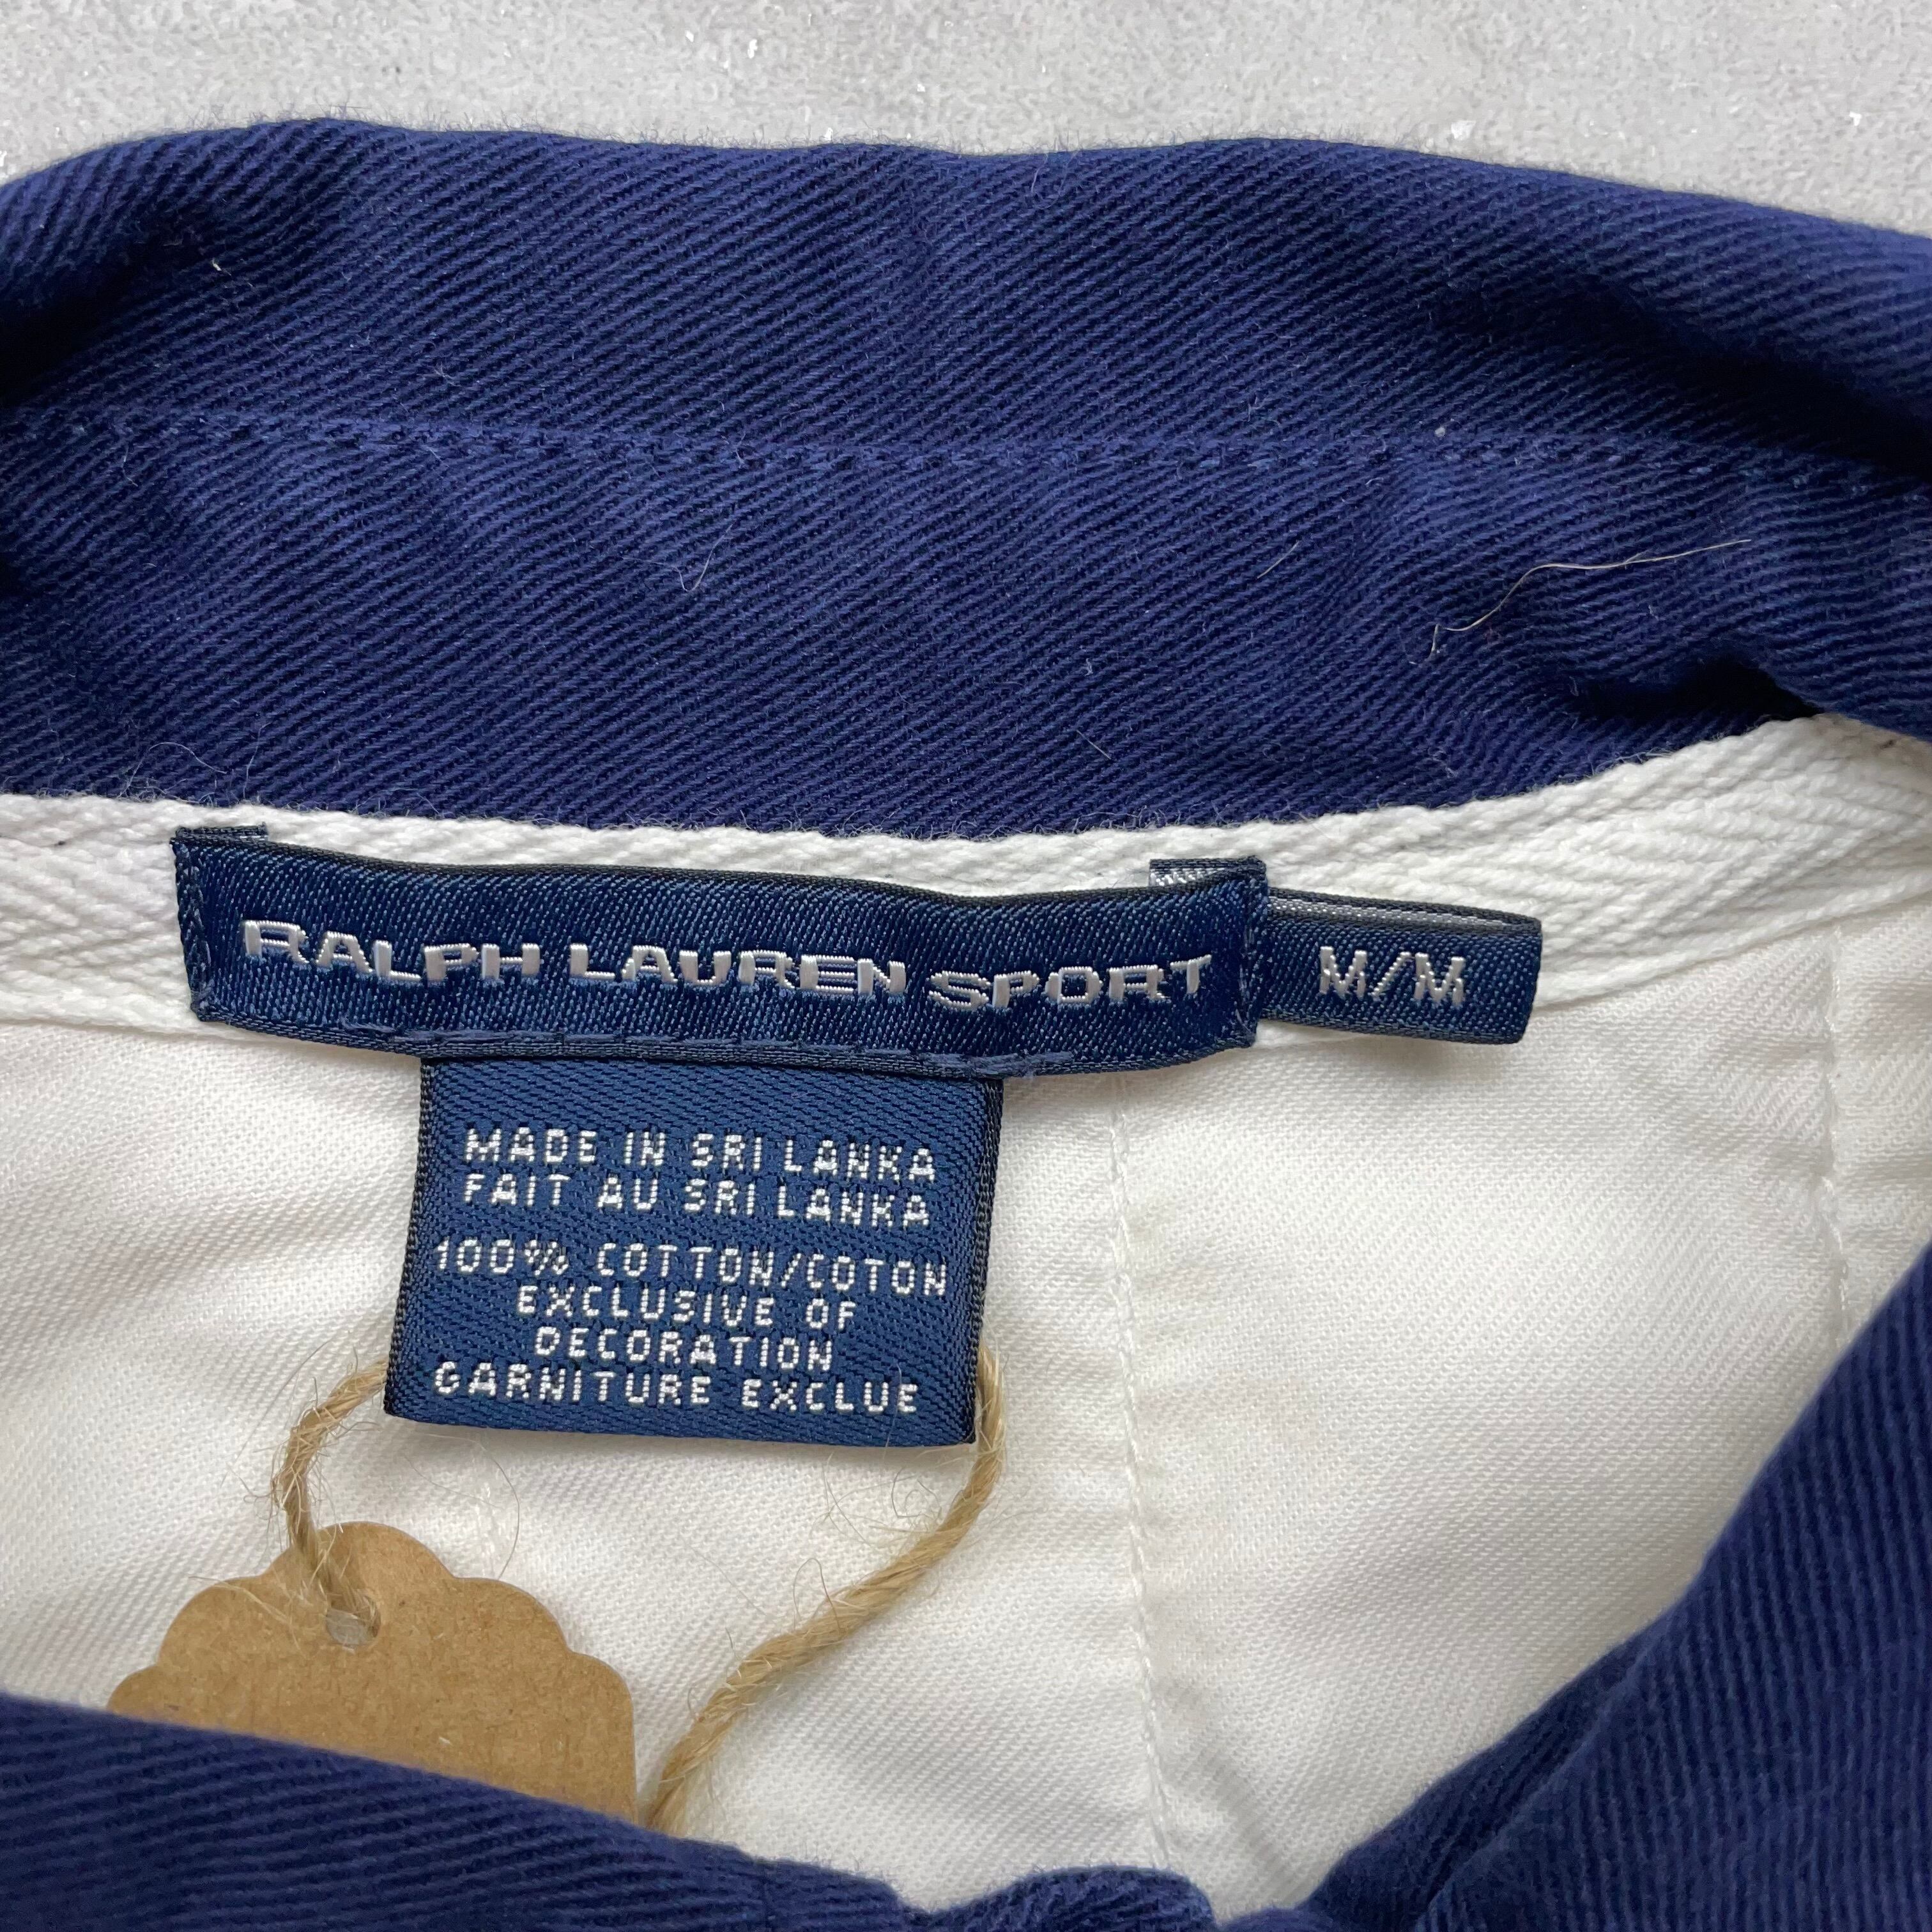 RALPH LAUREN SPORT
M/M
MADE IN SRI LANKA
FAIT AU SRI LANKA
100% COTTON/COTON
EXCLUSIVE OF
DECORATION
GARNITURE EXCLUE